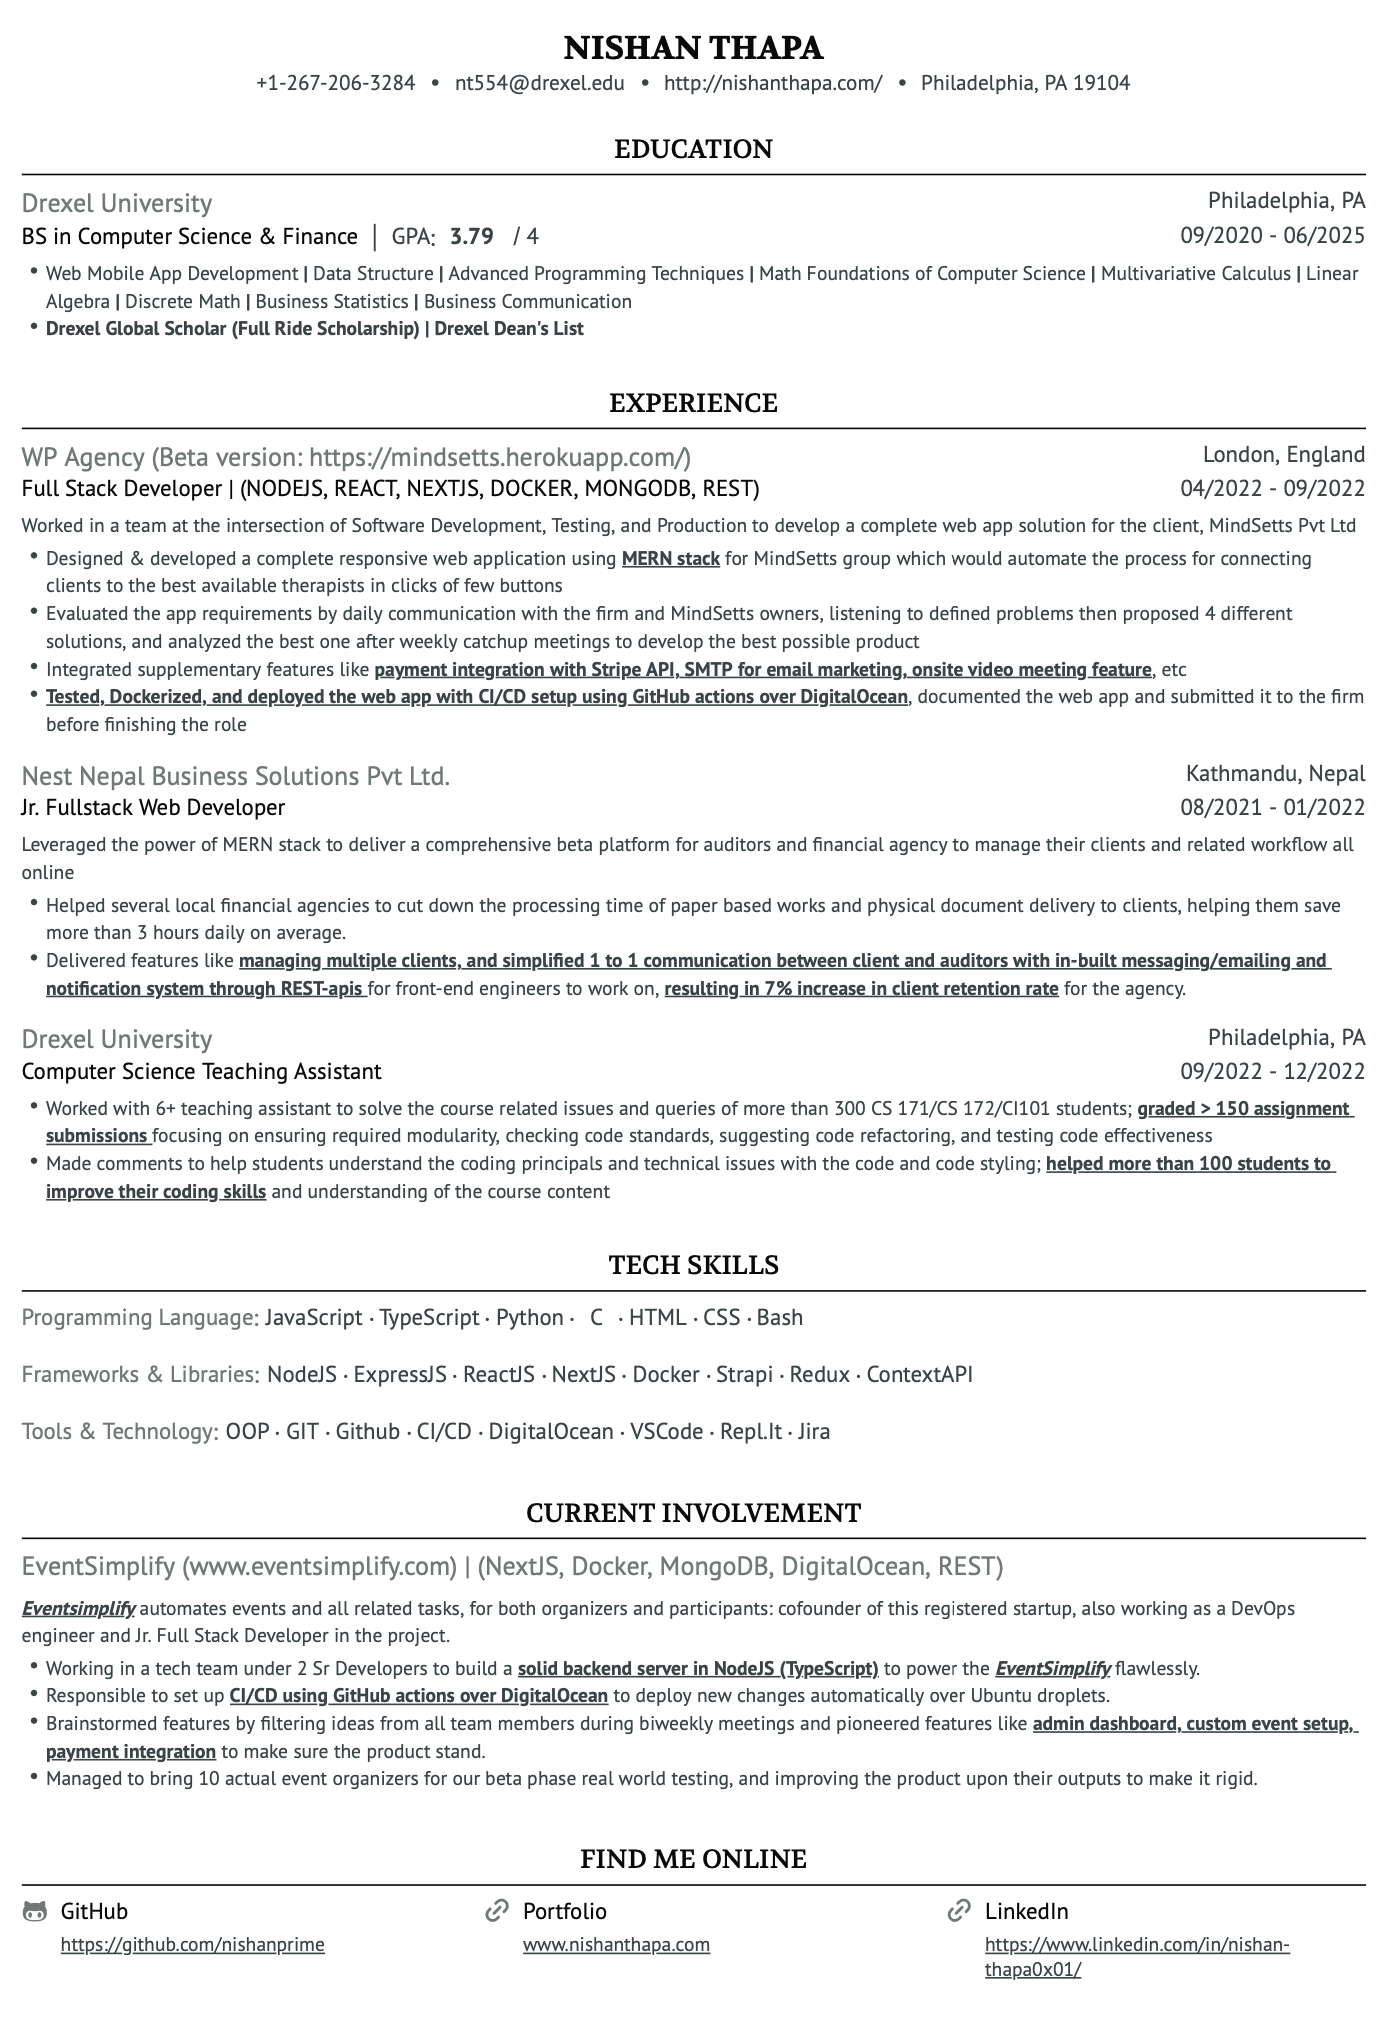 NISHAN THAPA
+1-267-206-3284 • nt554@drexel.edu • http://nishanthapa.com/ • Philadelphia, PA 19104
EDUCATION
Drexel University Philadelphia, PA
BS in Computer Science & Finance | GPA: 3.79 / 4 09/2020 - 06/2025
• Web Mobile App Development | Data Structure | Advanced Programming Techniques | Math Foundations of Computer Science | Multivariative Calculus | Linear
Algebra | Discrete Math | Business Statistics | Business Communication
• Drexel Global Scholar (Full Ride Scholarship) | Drexel Dean's List
EXPERIENCE
WP Agency (Beta version: https://mindsetts.herokuapp.com/) London, England
Full Stack Developer | (NODEJS, REACT, NEXTJS, DOCKER, MONGODB, REST) 04/2022 - 09/2022
Worked in a team at the intersection of Software Development, Testing, and Production to develop a complete web app solution for the client, MindSetts Pvt Ltd
• Designed & developed a complete responsive web application using MERN stack for MindSetts group which would automate the process for connecting
clients to the best available therapists in clicks of few buttons
• Evaluated the app requirements by daily communication with the firm and MindSetts owners, listening to defined problems then proposed 4 different
solutions, and analyzed the best one after weekly catchup meetings to develop the best possible product
• Integrated supplementary features like payment integration with Stripe API, SMTP for email marketing, onsite video meeting feature, etc
• Tested, Dockerized, and deployed the web app with CI/CD setup using GitHub actions over DigitalOcean, documented the web app and submitted it to the firm
before finishing the role
Nest Nepal Business Solutions Pvt Ltd. Kathmandu, Nepal
Jr. Fullstack Web Developer 08/2021 - 01/2022
Leveraged the power of MERN stack to deliver a comprehensive beta platform for auditors and financial agency to manage their clients and related workflow all
online
• Helped several local financial agencies to cut down the processing time of paper based works and physical document delivery to clients, helping them save
more than 3 hours daily on average.
• Delivered features like managing multiple clients, and simplified 1 to 1 communication between client and auditors with in-built messaging/emailing and
notification system through REST-apis for front-end engineers to work on, resulting in 7% increase in client retention rate for the agency.
Drexel University Philadelphia, PA
Computer Science Teaching Assistant 09/2022 - 12/2022
• Worked with 6+ teaching assistant to solve the course related issues and queries of more than 300 CS 171/CS 172/CI101 students; graded > 150 assignment
submissions focusing on ensuring required modularity, checking code standards, suggesting code refactoring, and testing code effectiveness
• Made comments to help students understand the coding principals and technical issues with the code and code styling; helped more than 100 students to
improve their coding skills and understanding of the course content
TECH SKILLS
Programming Language: JavaScript · TypeScript · Python · C · HTML · CSS · Bash
Frameworks & Libraries: NodeJS · ExpressJS · ReactJS · NextJS · Docker · Strapi · Redux · ContextAPI
Tools & Technology: OOP · GIT · Github · CI/CD · DigitalOcean · VSCode · Repl.It · Jira
CURRENT INVOLVEMENT
EventSimplify (www.eventsimplify.com) | (NextJS, Docker, MongoDB, DigitalOcean, REST)
Eventsimplify automates events and all related tasks, for both organizers and participants: cofounder of this registered startup, also working as a DevOps
engineer and Jr. Full Stack Developer in the project.
• Working in a tech team under 2 Sr Developers to build a solid backend server in NodeJS (TypeScript) to power the EventSimplify flawlessly.
• Responsible to set up CI/CD using GitHub actions over DigitalOcean to deploy new changes automatically over Ubuntu droplets.
• Brainstormed features by filtering ideas from all team members during biweekly meetings and pioneered features like admin dashboard, custom event setup,
payment integration to make sure the product stand.
• Managed to bring 10 actual event organizers for our beta phase real world testing, and improving the product upon their outputs to make it rigid.
FIND ME ONLINE
GitHub Portfolio LinkedIn
https://github.com/nishanprime www.nishanthapa.com https://www.linkedin.com/in/nishan-
thapa0x01/